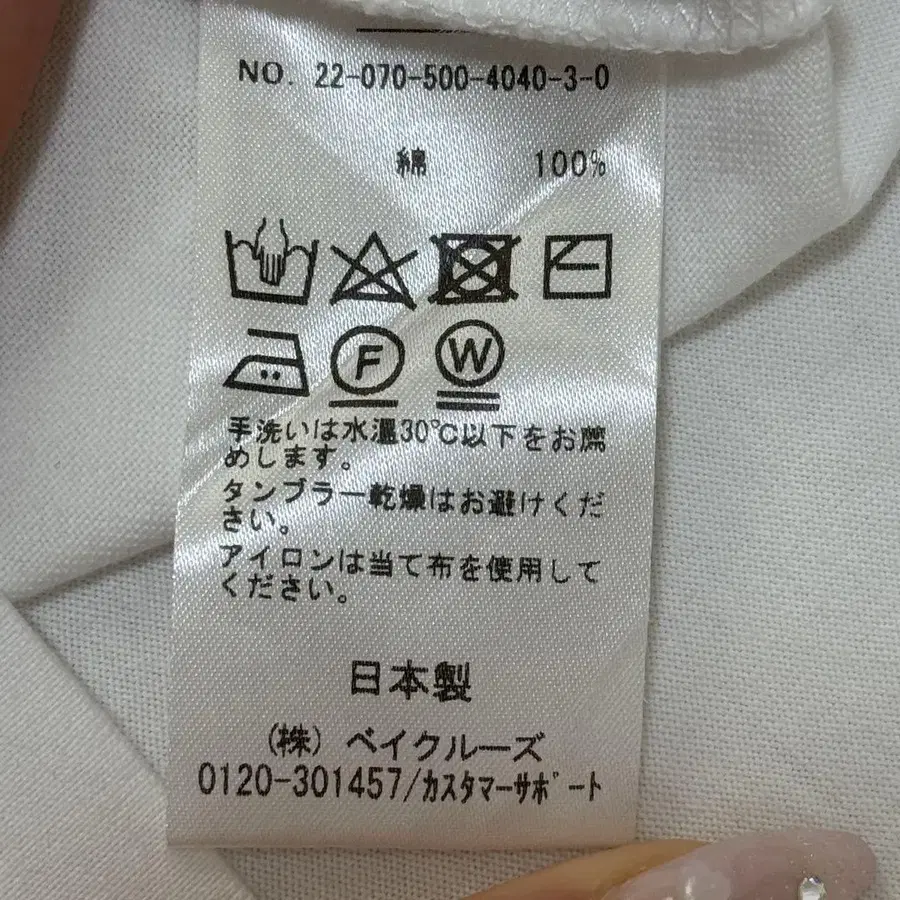 NO. 22-070-500-4040-3-0
綿 100%
F W
手洗いは水温30℃以下をお薦
めします。
タンブラー乾燥はお避けくだ
さい。
アイロンは当て布を使用して
ください。
日本製
(株) ベイクルーズ
0120-301457/カスタマーサポート